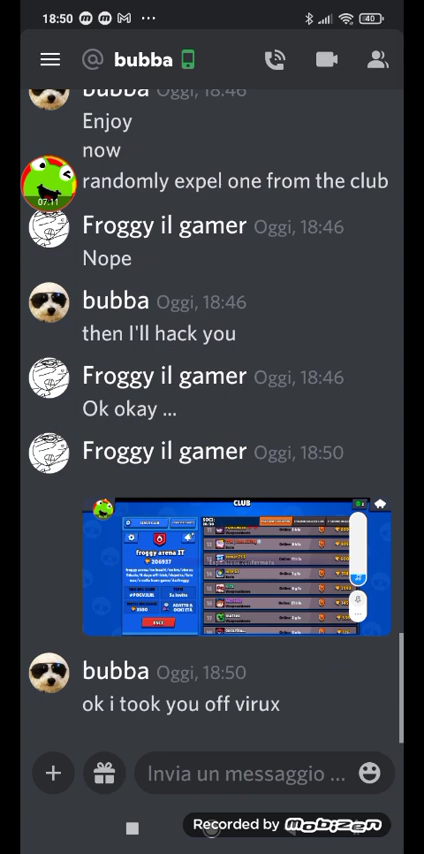 18:50
40
@ bubba
bubba Oggi, 18:46
Enjoy
now
randomly expel one from the club
07:11
Froggy il gamer Oggi, 18:46
Nope
bubba Oggi, 18:46
then I'll hack you
Froggy il gamer Oggi, 18:46
Ok okay ...
Froggy il gamer Oggi, 18:50
CLUB
froggy arena IT
306937
bubba Oggi, 18:50
ok i took you off virux
Invia un messaggio ...
Recorded by Mobizen